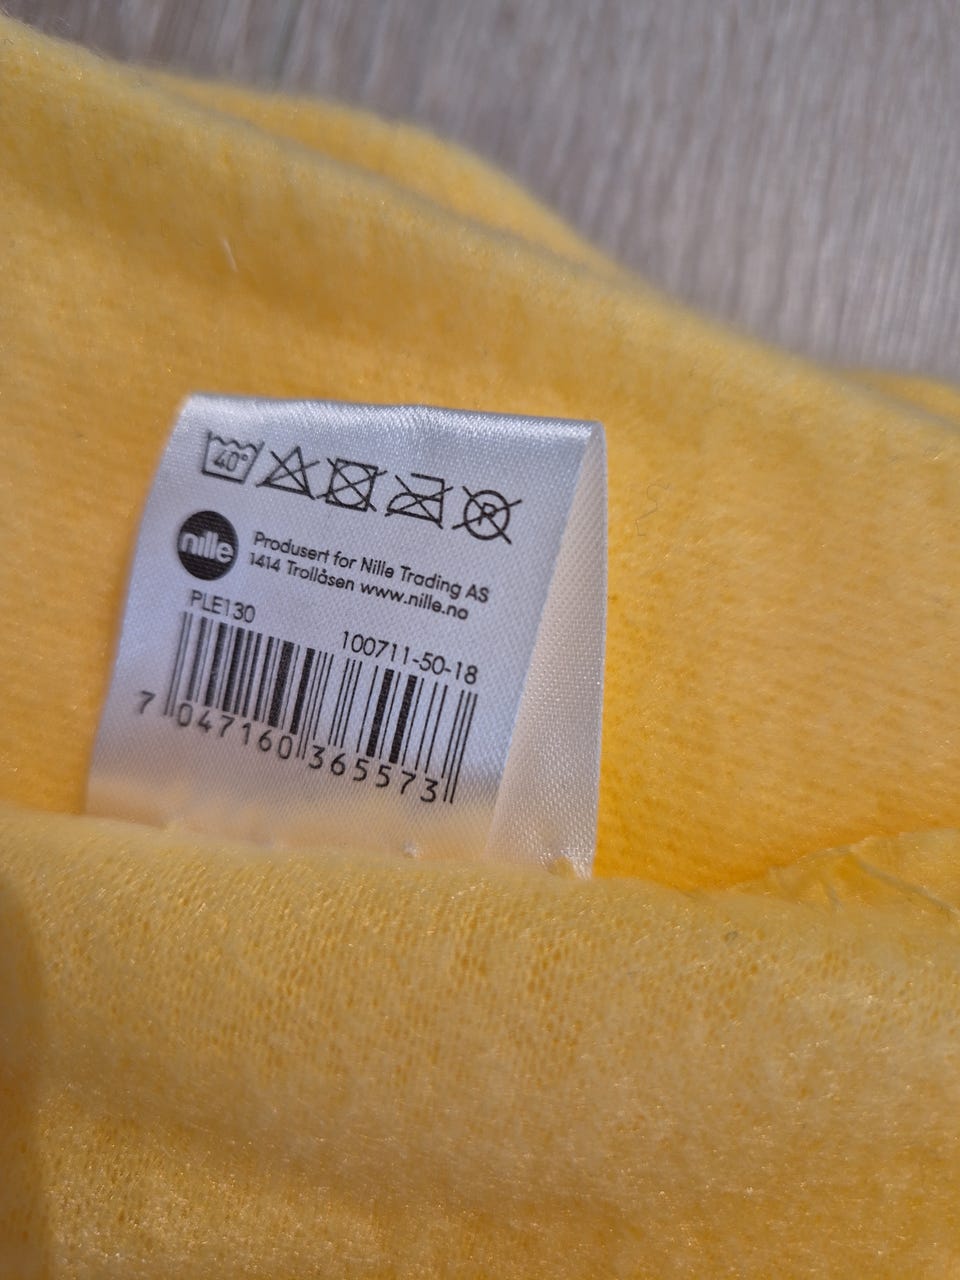 40°
P
nille
Produsert for Nille Trading AS
1414 Trollåsen www.nille.no
PLE130
100711-50-18
7 047160 365573